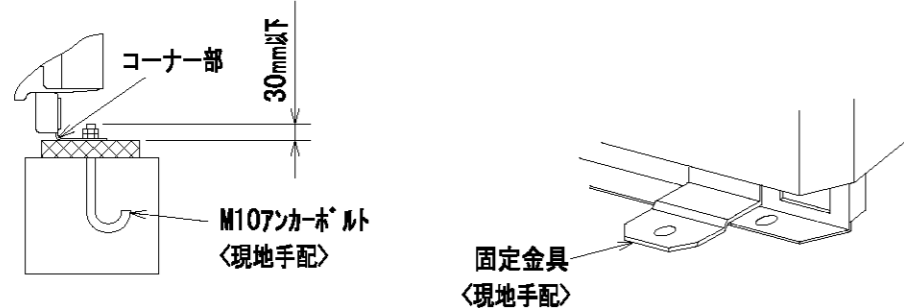 コーナー部
30mm以下
M10アンカーボルト
〈現地手配〉
固定金具
〈現地手配〉